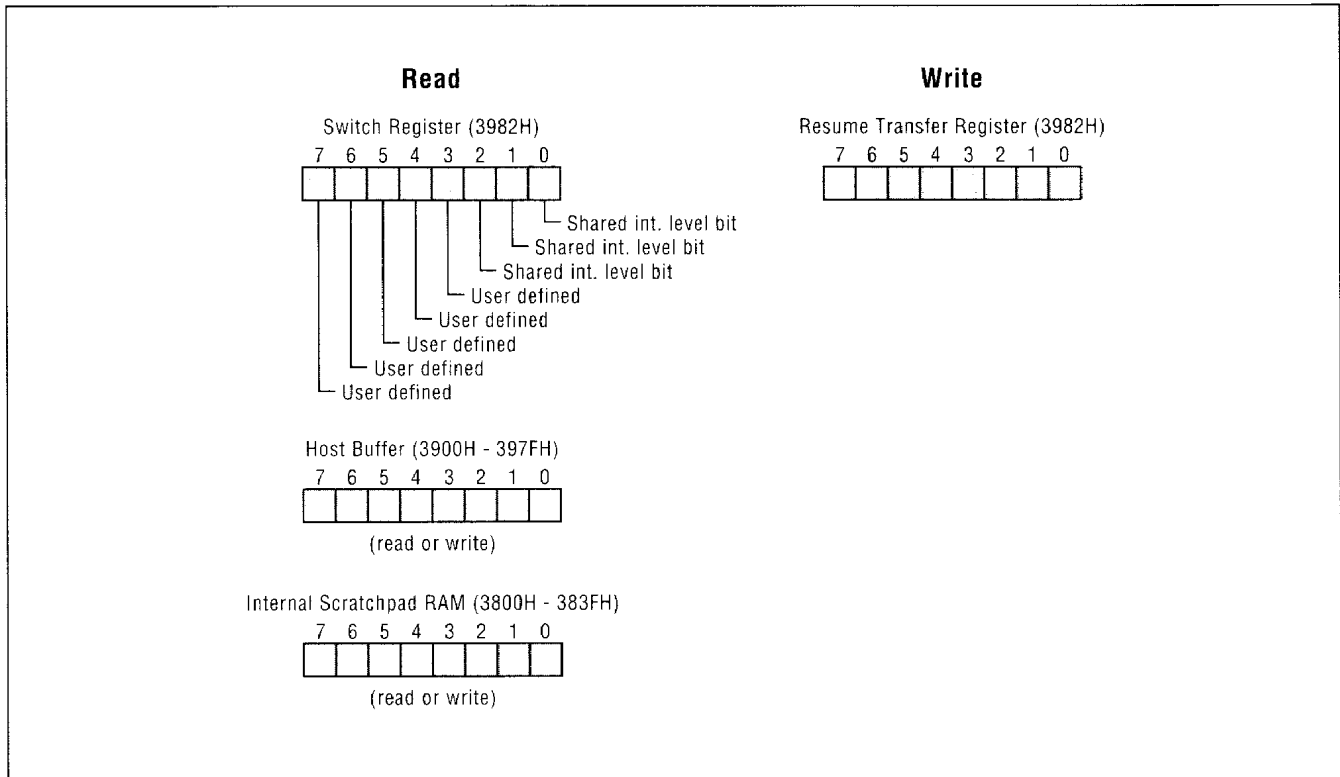 Read
Switch Register (3982H)
7 6 5 4 3 2 1 0
Shared int. level bit
Shared int. level bit
Shared int. level bit
User defined
User defined
User defined
User defined
User defined
Host Buffer (3900H - 397FH)
7 6 5 4 3 2 1 0
(read or write)
Internal Scratchpad RAM (3800H - 383FH)
7 6 5 4 3 2 1 0
(read or write)
Write
Resume Transfer Register (3982H)
7 6 5 4 3 2 1 0